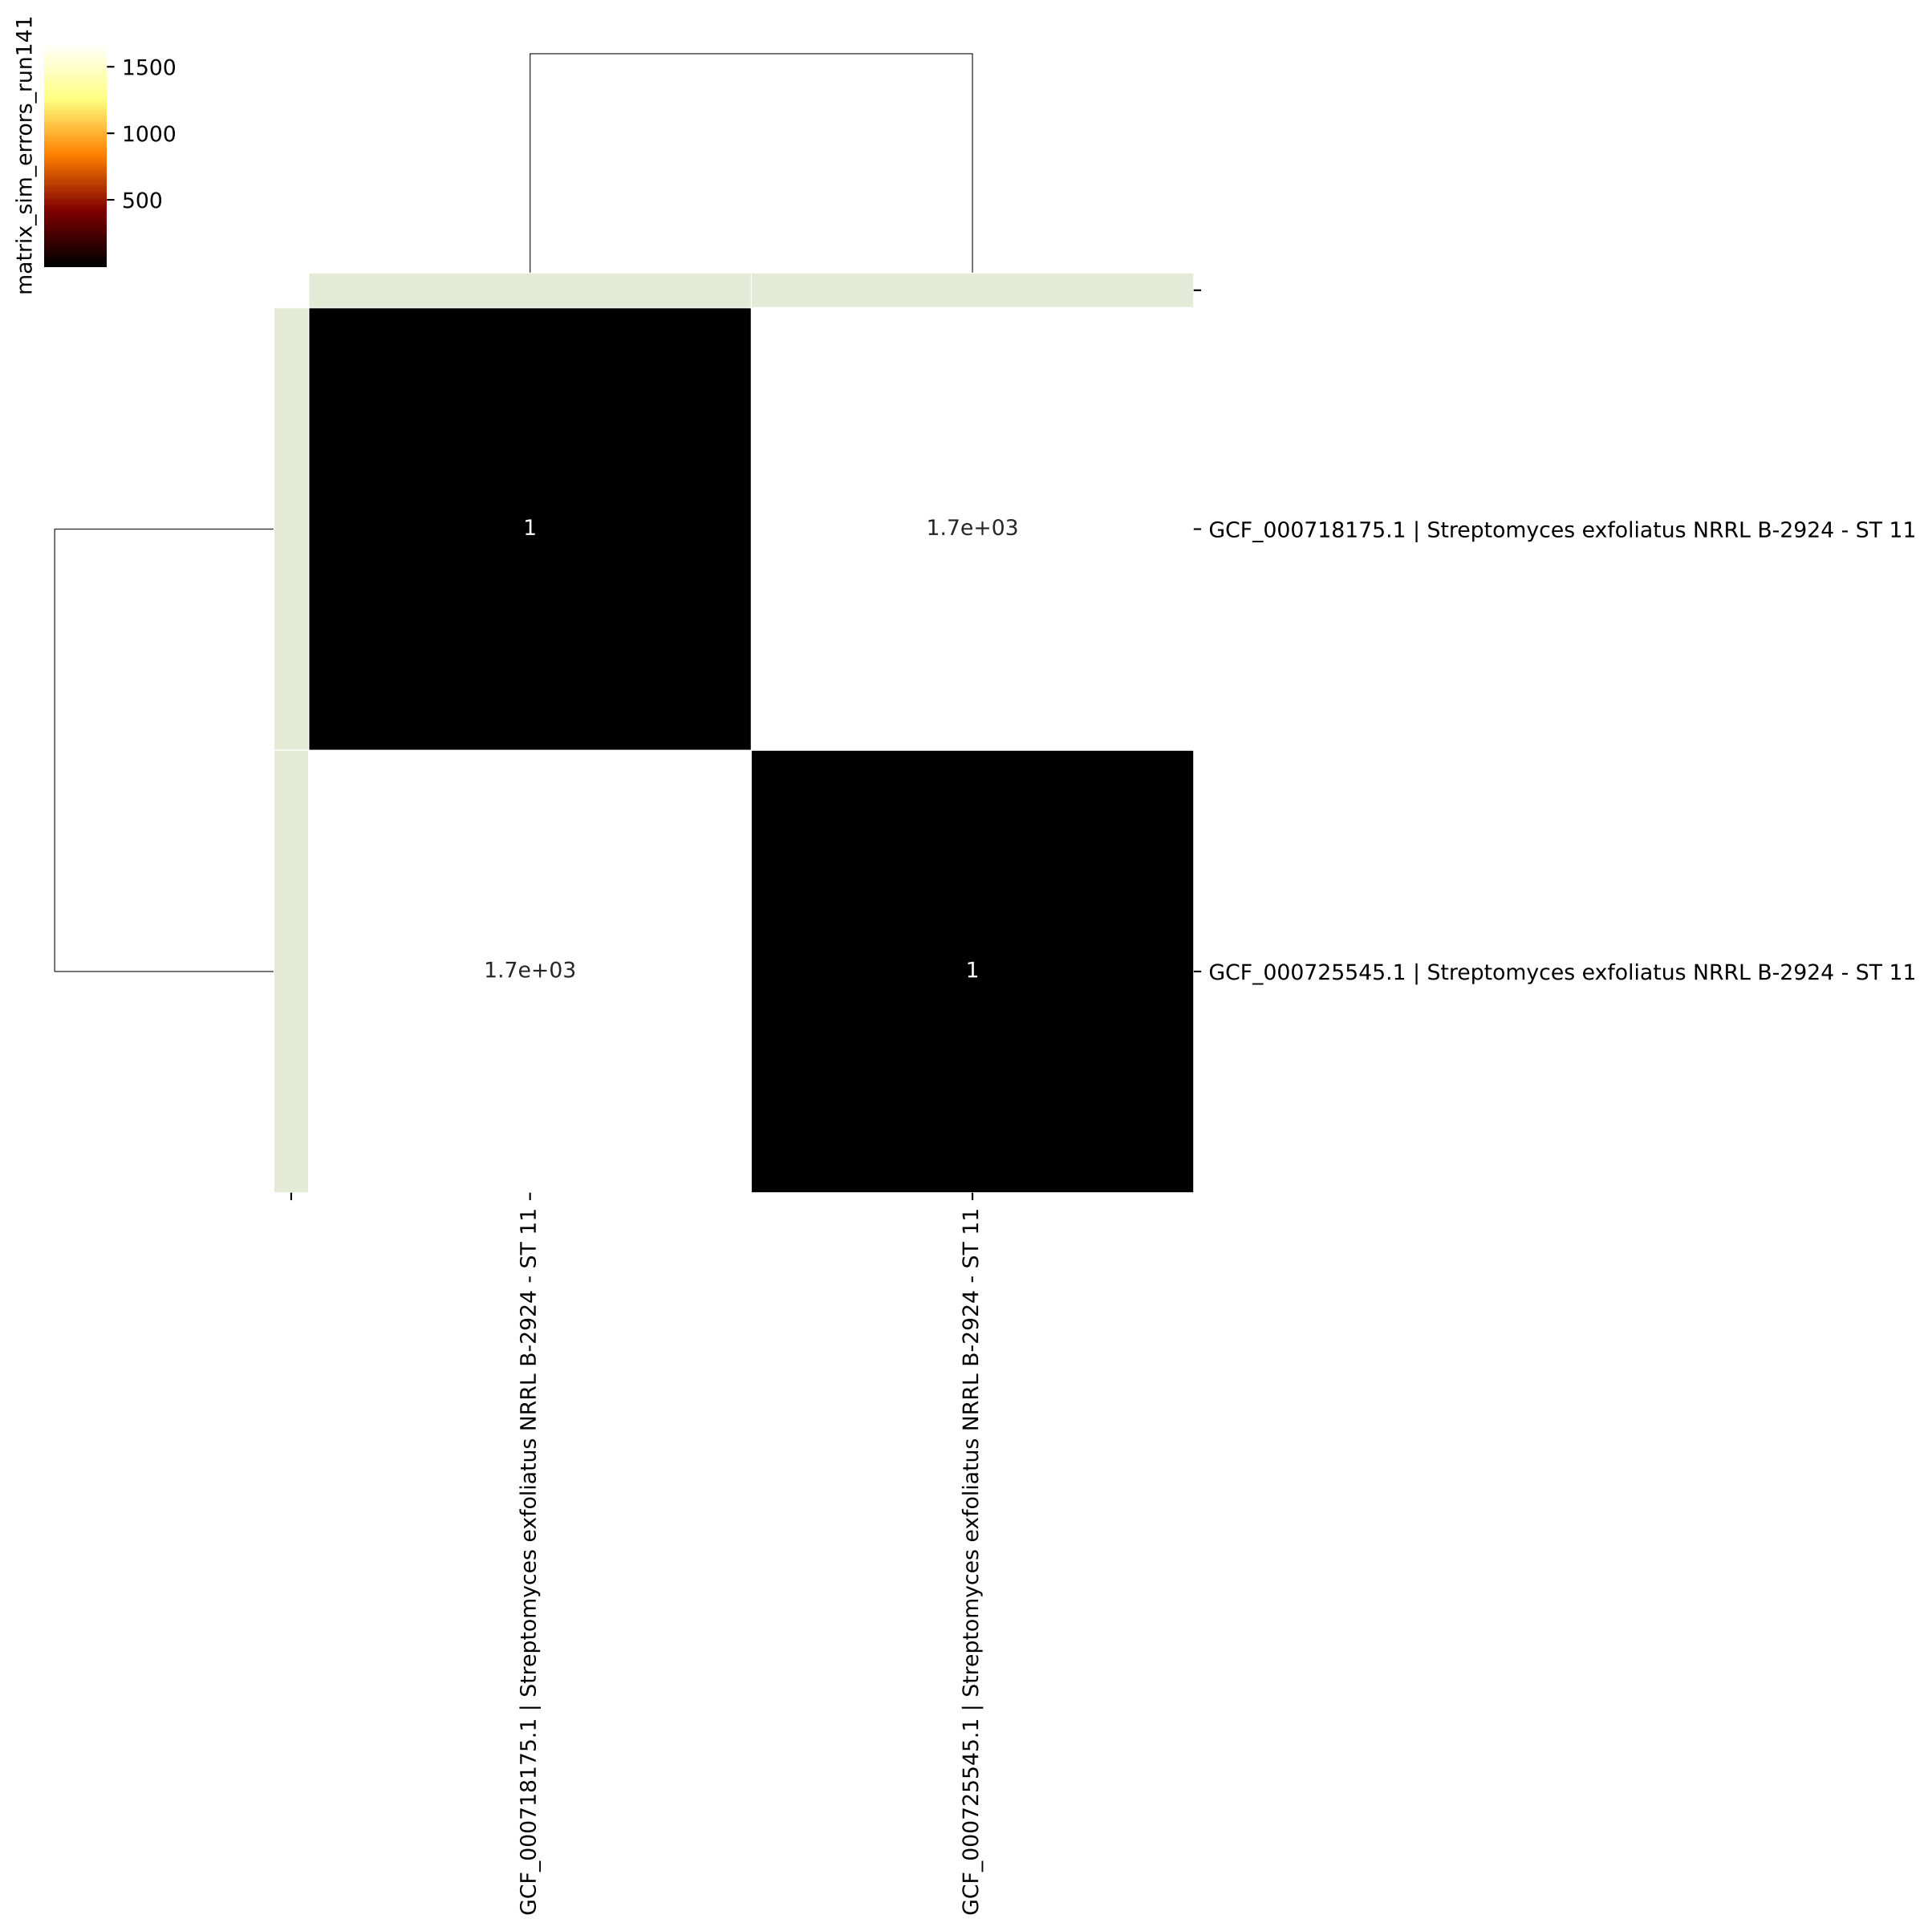 matrix_sim_errors_run141
1500
1000
500
1
1.7e+03
GCF_000718175.1 | Streptomyces exfoliatus NRRL B-2924 - ST 11
1.7e+03
1
GCF_000725545.1 | Streptomyces exfoliatus NRRL B-2924 - ST 11
GCF_000718175.1 | Streptomyces exfoliatus NRRL B-2924 - ST 11
GCF_000725545.1 | Streptomyces exfoliatus NRRL B-2924 - ST 11